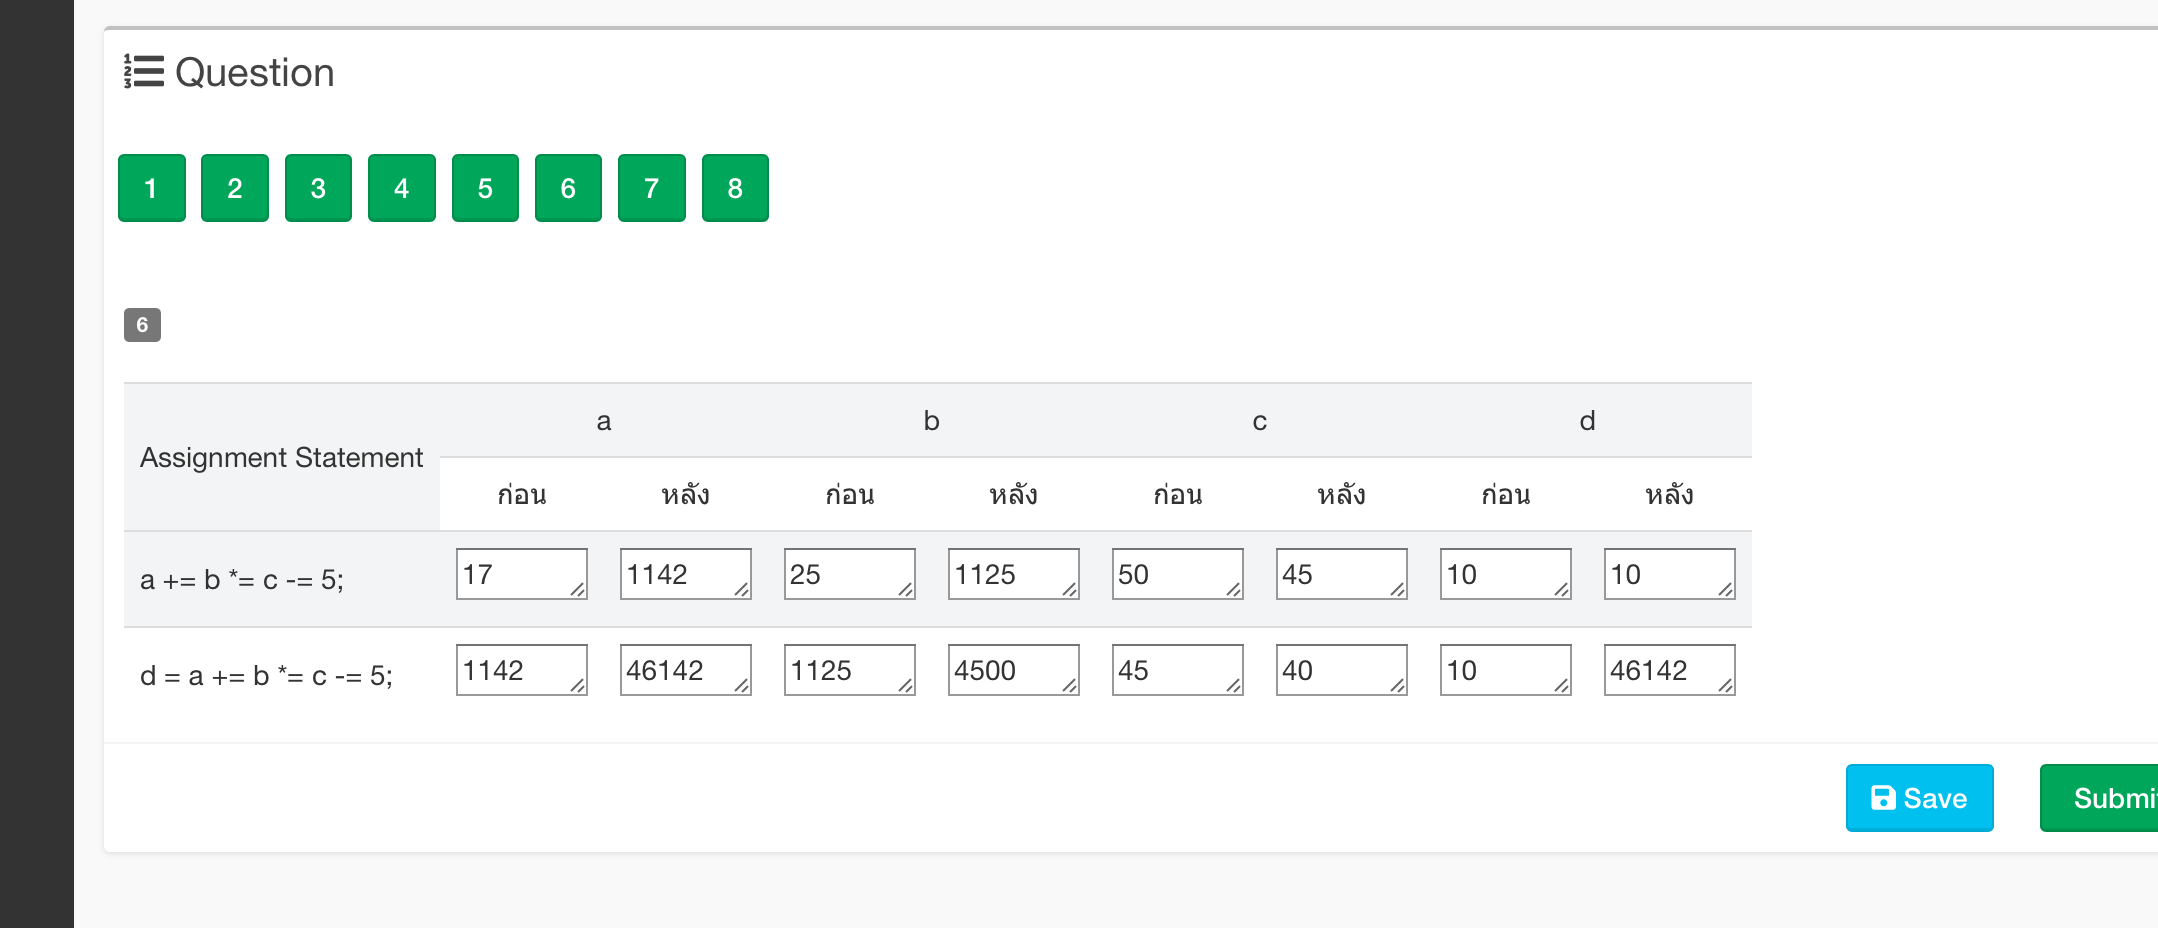 Question
1 2 3 4 5 6 7 8
6
Assignment Statement a b c d
ก่อน หลัง ก่อน หลัง ก่อน หลัง ก่อน หลัง
a += b *= c -= 5; 17 1142 25 1125 50 45 10 10
d = a += b *= c -= 5; 1142 46142 1125 4500 45 40 10 46142
Save Submi